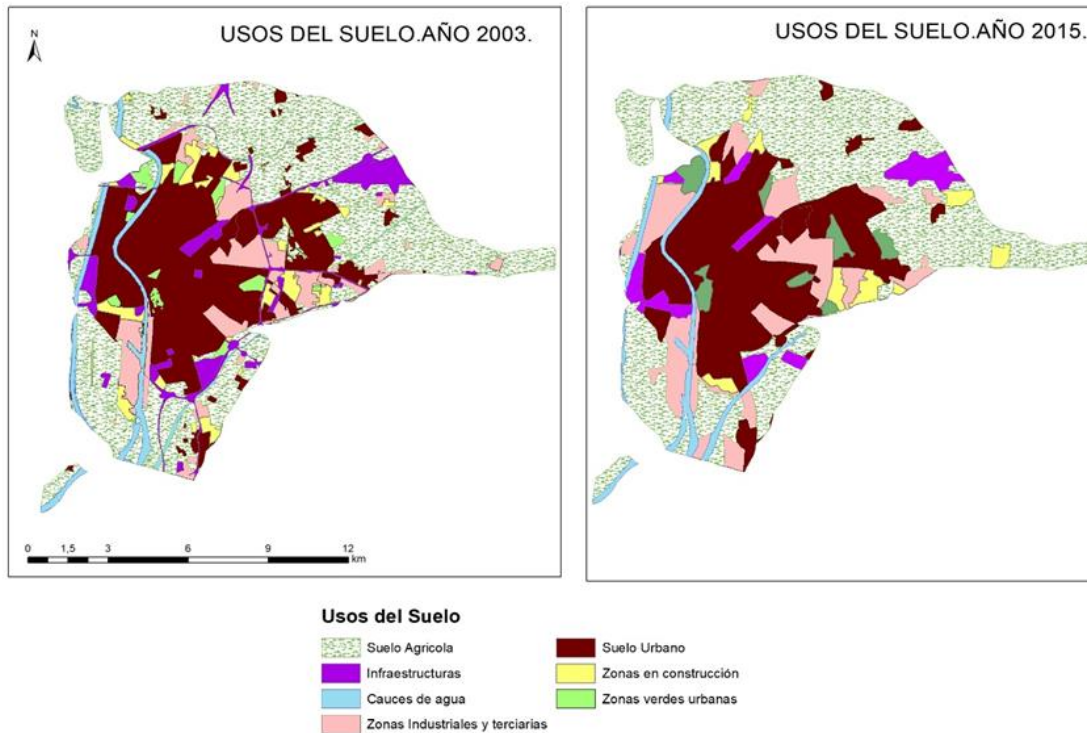 USOS DEL SUELO.AÑO 2003.
N
0 1,5 3 6 9 12
km
USOS DEL SUELO.AÑO 2015.
Usos del Suelo
Suelo Agricola
Infraestructuras
Cauces de agua
Zonas Industriales y terciarias
Suelo Urbano
Zonas en construcción
Zonas verdes urbanas